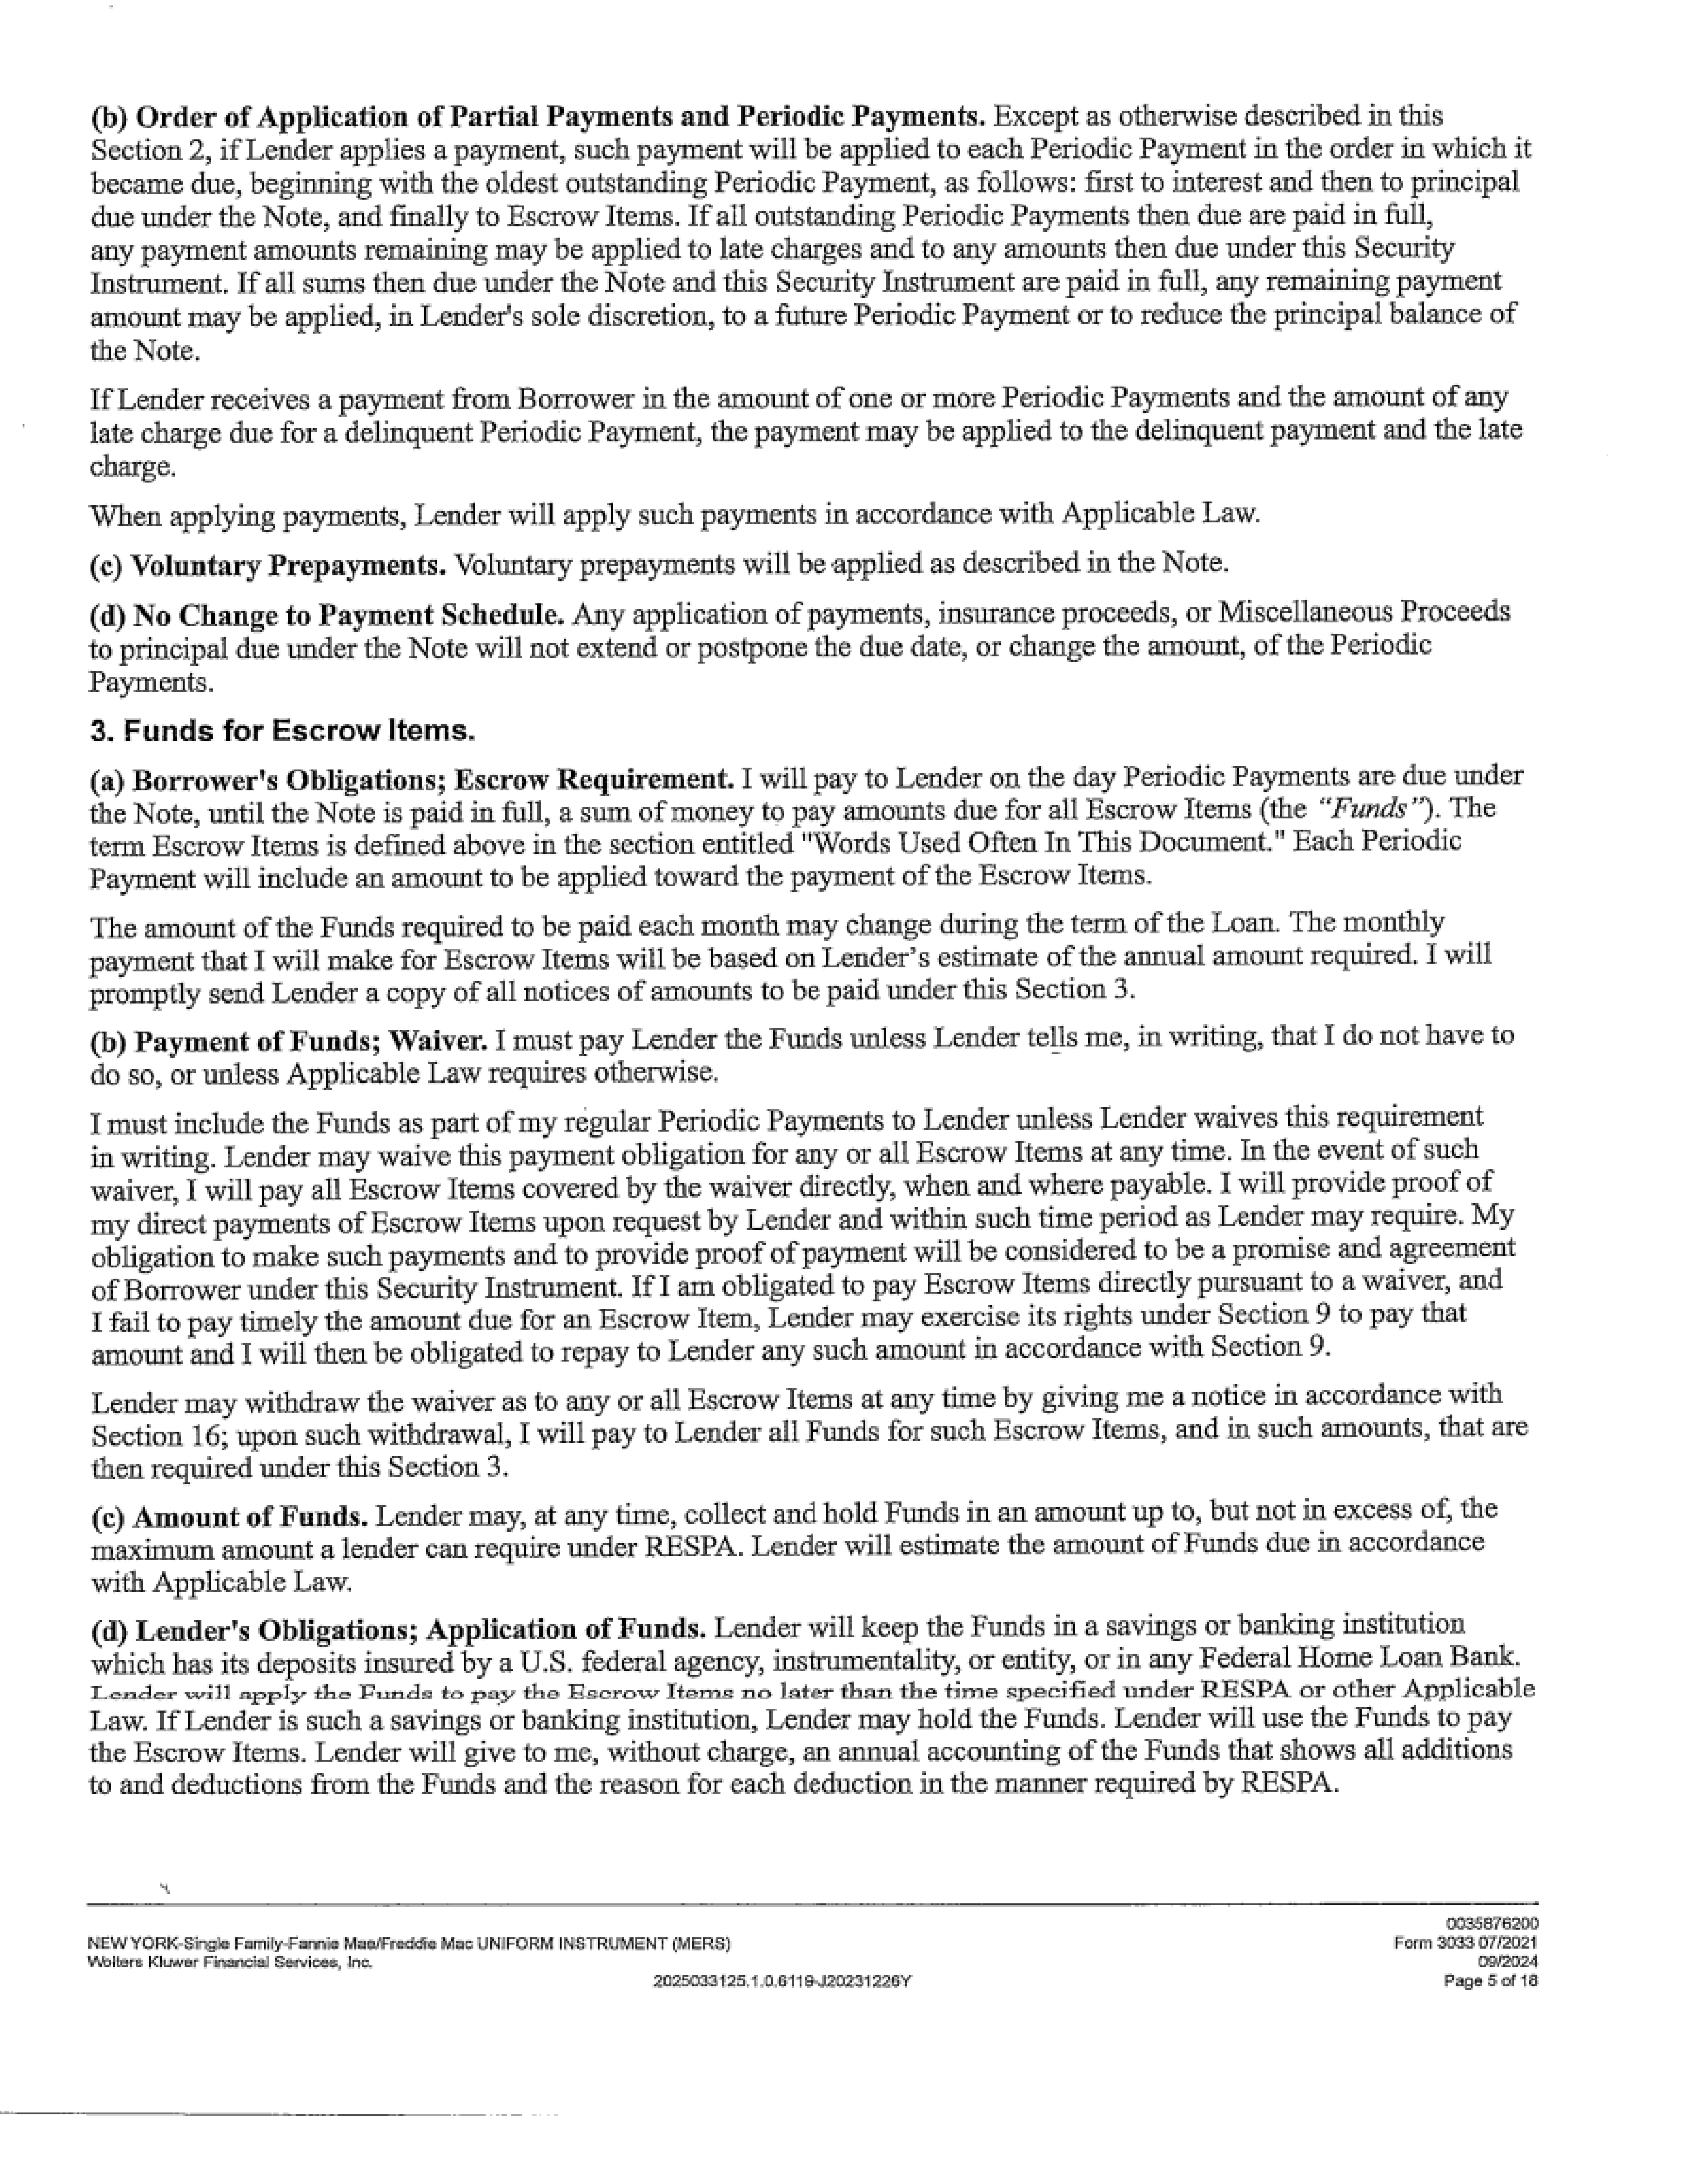 (b) Order of Application of Partial Payments and Periodic Payments. Except as otherwise described in this
Section 2, if Lender applies a payment, such payment will be applied to each Periodic Payment in the order in which it
became due, beginning with the oldest outstanding Periodic Payment, as follows: first to interest and then to principal
due under the Note, and finally to Escrow Items. If all outstanding Periodic Payments then due are paid in full,
any payment amounts remaining may be applied to late charges and to any amounts then due under this Security
Instrument. If all sums then due under the Note and this Security Instrument are paid in full, any remaining payment
amount may be applied, in Lender's sole discretion, to a future Periodic Payment or to reduce the principal balance of
the Note.
If Lender receives a payment from Borrower in the amount of one or more Periodic Payments and the amount of any
late charge due for a delinquent Periodic Payment, the payment may be applied to the delinquent payment and the late
charge.
When applying payments, Lender will apply such payments in accordance with Applicable Law.
(c) Voluntary Prepayments. Voluntary prepayments will be applied as described in the Note.
(d) No Change to Payment Schedule. Any application of payments, insurance proceeds, or Miscellaneous Proceeds
to principal due under the Note will not extend or postpone the due date, or change the amount, of the Periodic
Payments.
3. Funds for Escrow Items.
(a) Borrower's Obligations; Escrow Requirement. I will pay to Lender on the day Periodic Payments are due under
the Note, until the Note is paid in full, a sum of money to pay amounts due for all Escrow Items (the “Funds”). The
term Escrow Items is defined above in the section entitled "Words Used Often In This Document." Each Periodic
Payment will include an amount to be applied toward the payment of the Escrow Items.
The amount of the Funds required to be paid each month may change during the term of the Loan. The monthly
payment that I will make for Escrow Items will be based on Lender’s estimate of the annual amount required. I will
promptly send Lender a copy of all notices of amounts to be paid under this Section 3.
(b) Payment of Funds; Waiver. I must pay Lender the Funds unless Lender tells me, in writing, that I do not have to
do so, or unless Applicable Law requires otherwise.
I must include the Funds as part of my regular Periodic Payments to Lender unless Lender waives this requirement
in writing. Lender may waive this payment obligation for any or all Escrow Items at any time. In the event of such
waiver, I will pay all Escrow Items covered by the waiver directly, when and where payable. I will provide proof of
my direct payments of Escrow Items upon request by Lender and within such time period as Lender may require. My
obligation to make such payments and to provide proof of payment will be considered to be a promise and agreement
of Borrower under this Security Instrument. If I am obligated to pay Escrow Items directly pursuant to a waiver, and
I fail to pay timely the amount due for an Escrow Item, Lender may exercise its rights under Section 9 to pay that
amount and I will then be obligated to repay to Lender any such amount in accordance with Section 9.
Lender may withdraw the waiver as to any or all Escrow Items at any time by giving me a notice in accordance with
Section 16; upon such withdrawal, I will pay to Lender all Funds for such Escrow Items, and in such amounts, that are
then required under this Section 3.
(c) Amount of Funds. Lender may, at any time, collect and hold Funds in an amount up to, but not in excess of, the
maximum amount a lender can require under RESPA. Lender will estimate the amount of Funds due in accordance
with Applicable Law.
(d) Lender's Obligations; Application of Funds. Lender will keep the Funds in a savings or banking institution
which has its deposits insured by a U.S. federal agency, instrumentality, or entity, or in any Federal Home Loan Bank.
Lender will apply the Funds to pay the Escrow Items no later than the time specified under RESPA or other Applicable
Law. If Lender is such a savings or banking institution, Lender may hold the Funds. Lender will use the Funds to pay
the Escrow Items. Lender will give to me, without charge, an annual accounting of the Funds that shows all additions
to and deductions from the Funds and the reason for each deduction in the manner required by RESPA.
0035876200
NEW YORK-Single Family-Fannie Mae/Freddie Mac UNIFORM INSTRUMENT (MERS)
Form 3033 07/2021
Wolters Kluwer Financial Services, Inc.
09/2024
2025033125.1.0.6119-J20231226Y
Page 5 of 18